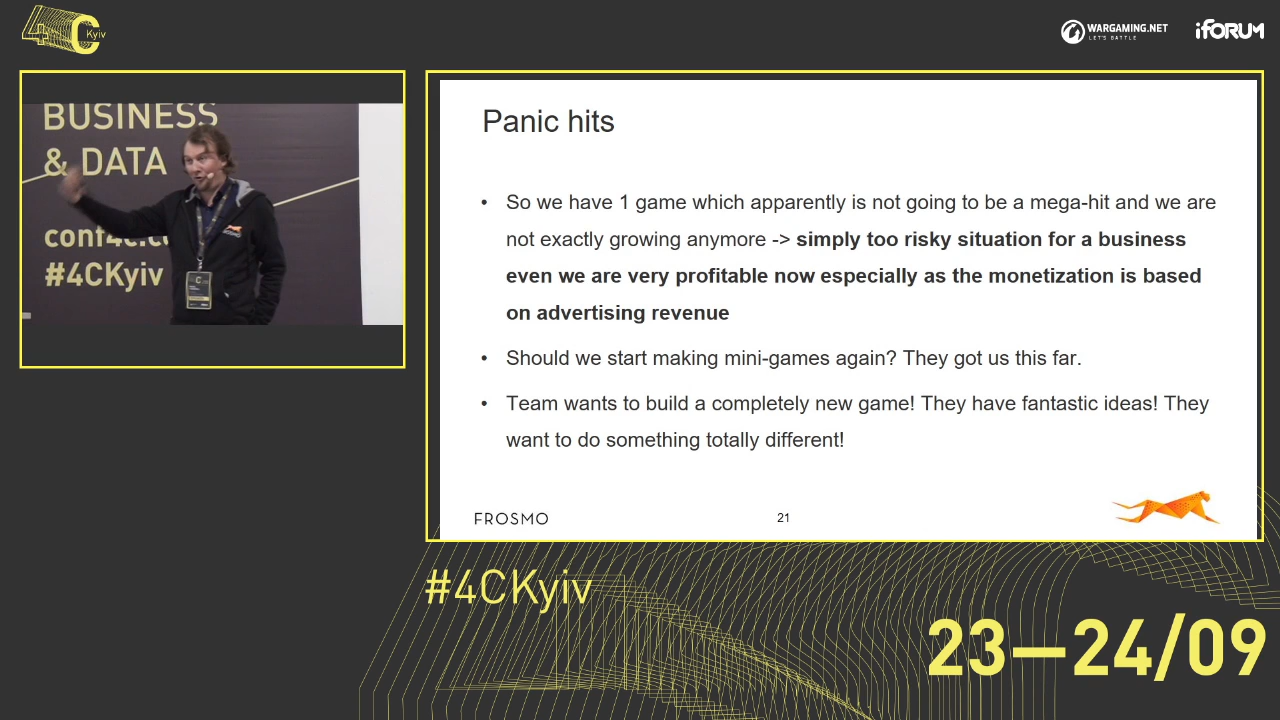 4C Kyiv
WARGAMING.NET
LET'S BATTLE
iFORUM
BUSINESS
& DATA
#4CKyiv
Panic hits
• So we have 1 game which apparently is not going to be a mega-hit and we are
not exactly growing anymore -> simply too risky situation for a business
even we are very profitable now especially as the monetization is based
on advertising revenue
• Should we start making mini-games again? They got us this far.
• Team wants to build a completely new game! They have fantastic ideas! They
want to do something totally different!
FROSMO
21
#4CKyiv
23—24/09